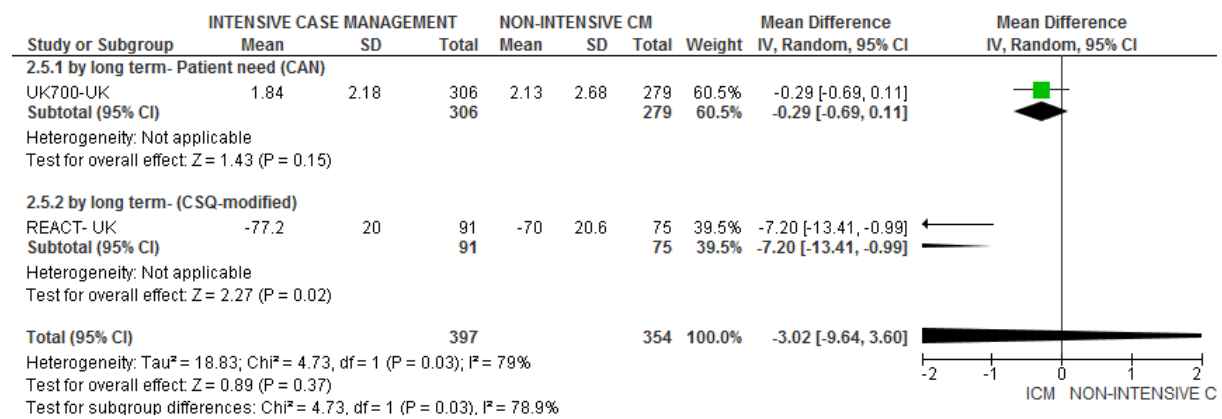 INTENSIVE CASE MANAGEMENT NON-INTENSIVE CM Mean Difference Mean Difference
Study or Subgroup Mean SD Total Mean SD Total Weight IV, Random, 95% CI IV, Random, 95% CI
2.5.1 by long term- Patient need (CAN)
UK700-UK 1.84 2.18 306 2.13 2.68 279 60.5% -0.29 [-0.69, 0.11]
Subtotal (95% CI) 306 279 60.5% -0.29 [-0.69, 0.11]
Heterogeneity: Not applicable
Test for overall effect: Z = 1.43 (P = 0.15)
2.5.2 by long term- (CSQ-modified)
REACT- UK -77.2 20 91 -70 20.6 75 39.5% -7.20 [-13.41, -0.99]
Subtotal (95% CI) 91 75 39.5% -7.20 [-13.41, -0.99]
Heterogeneity: Not applicable
Test for overall effect: Z = 2.27 (P = 0.02)
Total (95% CI) 397 354 100.0% -3.02 [-9.64, 3.60]
Heterogeneity: Tau² = 18.83; Chi² = 4.73, df = 1 (P = 0.03); I² = 79%
Test for overall effect: Z = 0.89 (P = 0.37)
Test for subgroup differences: Chi² = 4.73, df = 1 (P = 0.03), I² = 78.9%
-2 -1 0 1 2
ICM NON-INTENSIVE C